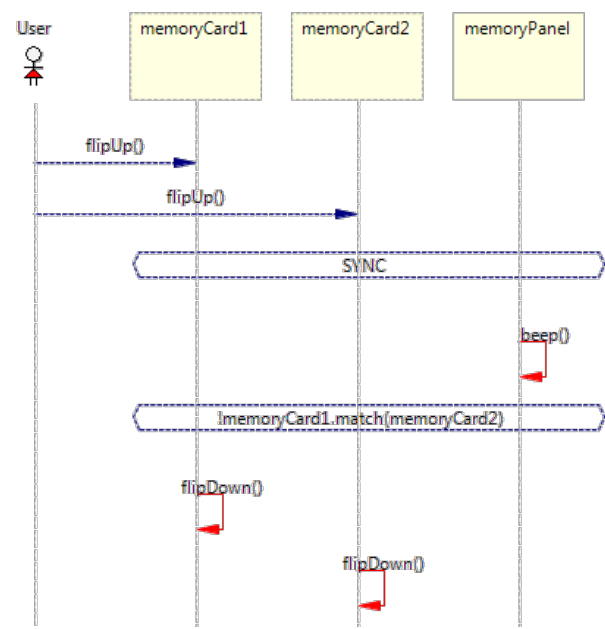 User
memoryCard1
memoryCard2
memoryPanel
flipUp()
flipUp()
SYNC
beep()
!memoryCard1.match(memoryCard2)
flipDown()
flipDown()